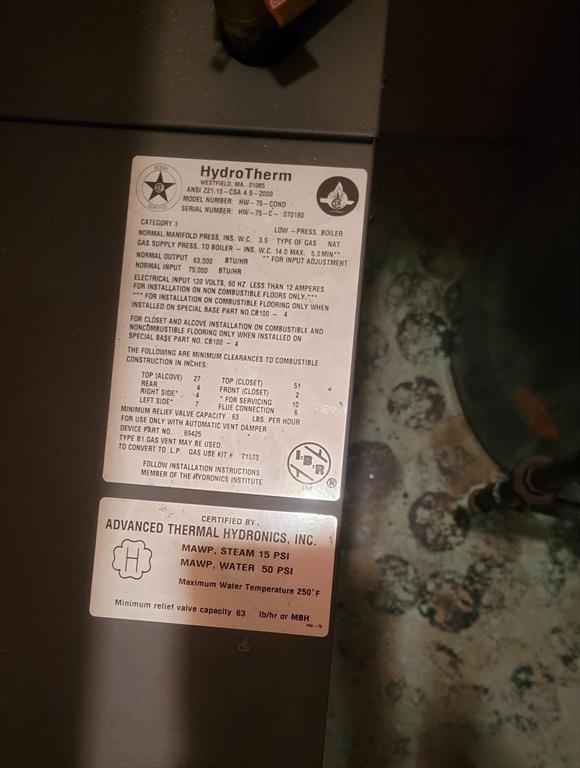 HydroTherm
WESTFIELD, MA. 01085
ANSI Z21.13-CSA 4.9-2000
MODEL NUMBER: HW-75-COND
SERIAL NUMBER: HW-75-C- 070180
CATEGORY 1 LOW-PRESS. BOILER
NORMAL MANIFOLD PRESS, INS. W.C. 3.5 TYPE OF GAS NAT
GAS SUPPLY PRESS, TO BOILER - INS. W.C. 14.0 MAX, 5.0 MIN**
NORMAL OUTPUT 63,000 BTU/HR ** FOR INPUT ADJUSTMENT
NORMAL INPUT 75,000 BTU/HR
ELECTRICAL INPUT 120 VOLTS, 60 HZ LESS THAN 12 AMPERES
FOR INSTALLATION ON NON COMBUSTIBLE FLOORS ONLY.***
*** FOR INSTALLATION ON COMBUSTIBLE FLOORING ONLY WHEN
INSTALLED ON SPECIAL BASE PART NO. CB100 - 4
FOR CLOSET AND ALCOVE INSTALLATION ON COMBUSTIBLE AND
NONCOMBUSTIBLE FLOORING ONLY WHEN INSTALLED ON
SPECIAL BASE PART NO. CB100 - 4
THE FOLLOWING ARE MINIMUM CLEARANCES TO COMBUSTIBLE
CONSTRUCTION IN INCHES:
TOP (ALCOVE) 27 TOP (CLOSET) 51
REAR 4 FRONT (CLOSET) 2
RIGHT SIDE* 4 * FOR SERVICING 10
LEFT SIDE* 7 FLUE CONNECTION 6
MINIMUM RELIEF VALVE CAPACITY 63 LBS. PER HOUR
FOR USE ONLY WITH AUTOMATIC VENT DAMPER
DEVICE PART NO. 69425
TYPE B1 GAS VENT MAY BE USED.
TO CONVERT TO L.P. GAS USE KIT # 71873
FOLLOW INSTALLATION INSTRUCTIONS
MEMBER OF THE HYDRONICS INSTITUTE
I=B=R
®
CERTIFIED BY
ADVANCED THERMAL HYDRONICS, INC.
H
MAWP, STEAM 15 PSI
MAWP, WATER 50 PSI
Maximum Water Temperature 250°F
Minimum relief valve capacity 63 lb/hr or MBH